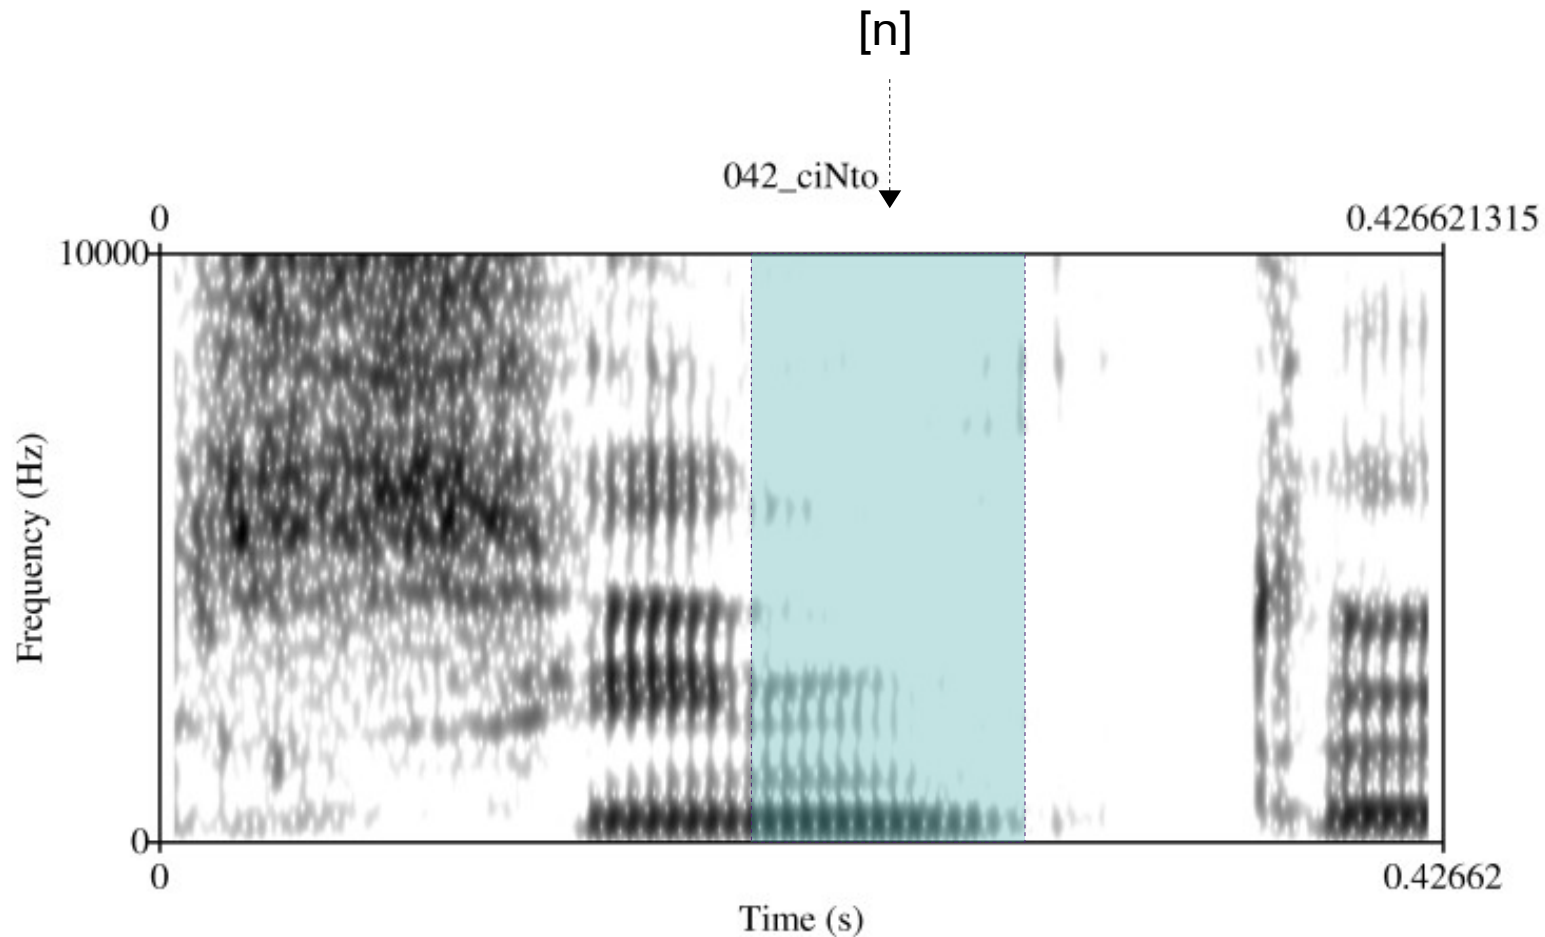 [n]
042_ciNto
0 0.426621315
10000
Frequency (Hz)
0
0 0.42662
Time (s)